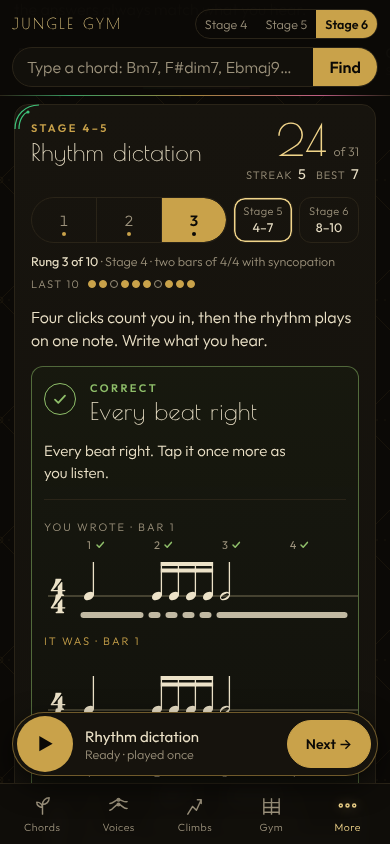 JUNGLE GYM
Stage 4 Stage 5 Stage 6
Type a chord: Bm7, F#dim7, Ebmaj9... Find
STAGE 4–5
Rhythm dictation
24 of 31
STREAK 5 BEST 7
1 2 3
Stage 5
4–7
Stage 6
8–10
Rung 3 of 10 · Stage 4 · two bars of 4/4 with syncopation
LAST 10
Four clicks count you in, then the rhythm plays
on one note. Write what you hear.
CORRECT
Every beat right
Every beat right. Tap it once more as
you listen.
YOU WROTE · BAR 1
1 2 3 4
4
4
IT WAS · BAR 1
4
Rhythm dictation
Ready · played once
Next →
Chords Voices Climbs Gym More